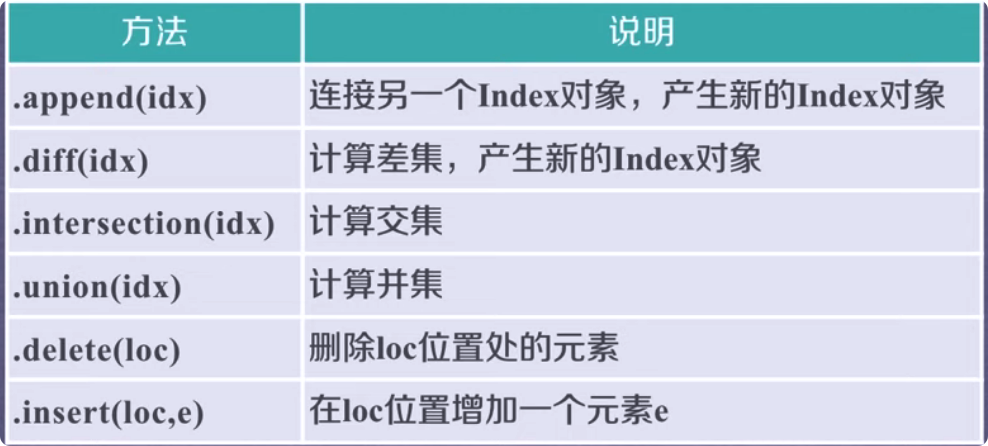 方法 说明
.append(idx) 连接另一个Index对象，产生新的Index对象
.diff(idx) 计算差集，产生新的Index对象
.intersection(idx) 计算交集
.union(idx) 计算并集
.delete(loc) 删除loc位置处的元素
.insert(loc,e) 在loc位置增加一个元素e